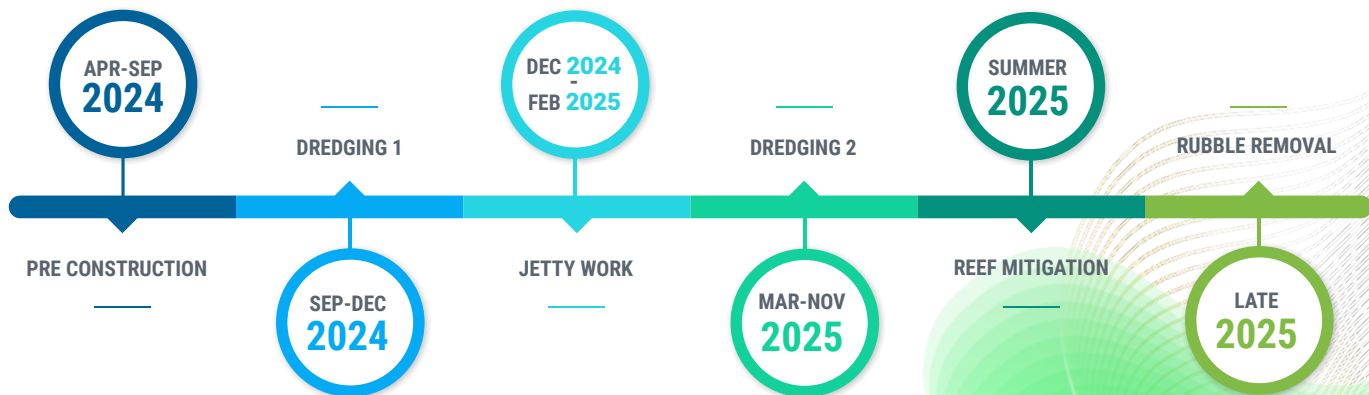 APR-SEP
2024
PRE CONSTRUCTION
DREDGING 1
SEP-DEC
2024
DEC 2024
-
FEB 2025
JETTY WORK
DREDGING 2
MAR-NOV
2025
SUMMER
2025
REEF MITIGATION
RUBBLE REMOVAL
LATE
2025